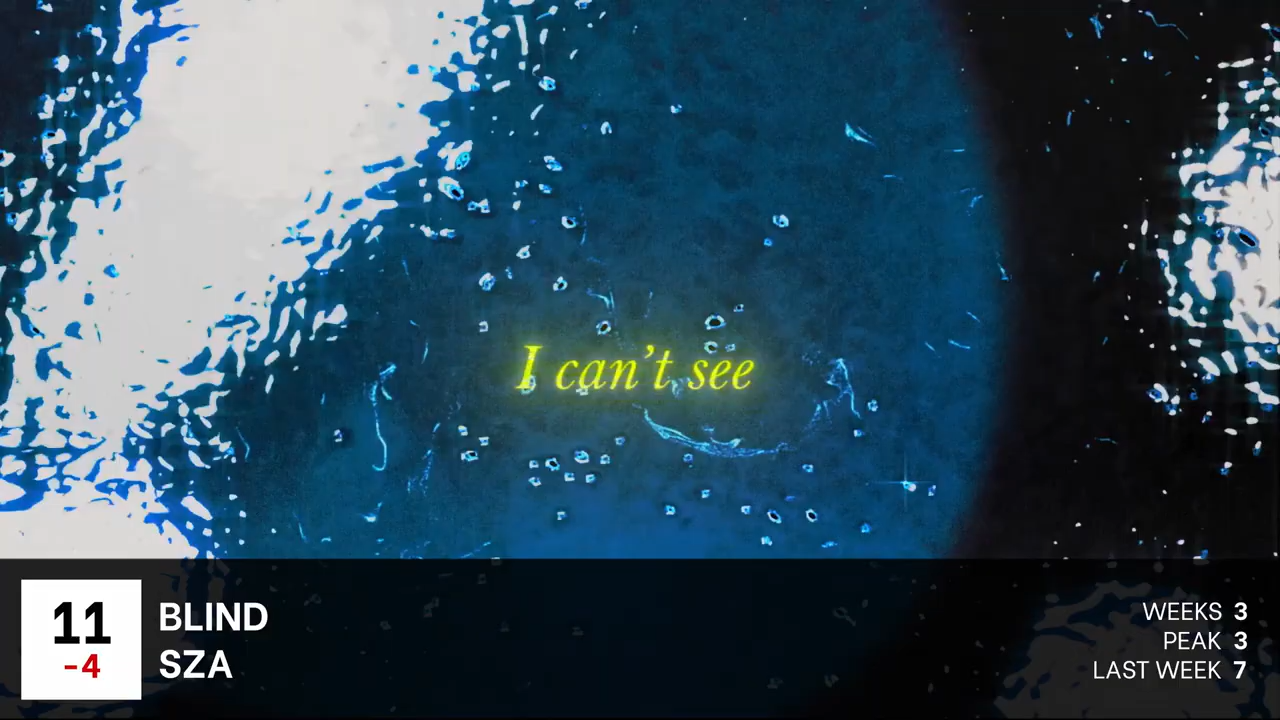 I can't see
11
-4
BLIND
SZA
WEEKS 3
PEAK 3
LAST WEEK 7